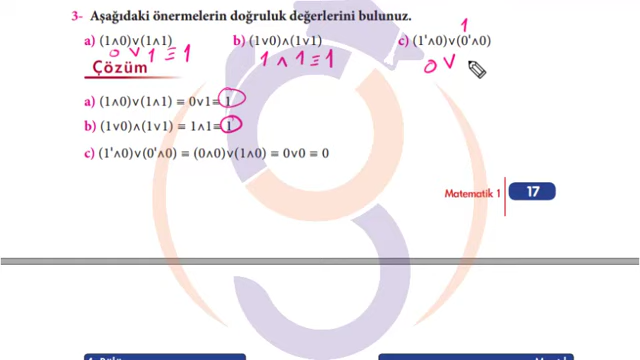 3- Aşağıdaki önermelerin doğruluk değerlerini bulunuz.
1
a) (1∧0)∨(1∧1) b) (1∨0)∧(1∨1) c) (1'∧0)∨(0'∧0)
0 ∨ 1 ≡ 1 1 ∧ 1 ≡ 1 0 ∨
Çözüm
a) (1∧0)∨(1∧1) ≡ 0∨1≡ 1
b) (1∨0)∧(1∨1) ≡ 1∧1≡ 1
c) (1'∧0)∨(0'∧0) ≡ (0∧0)∨(1∧0) ≡ 0∨0 ≡ 0
Matematik 1 17